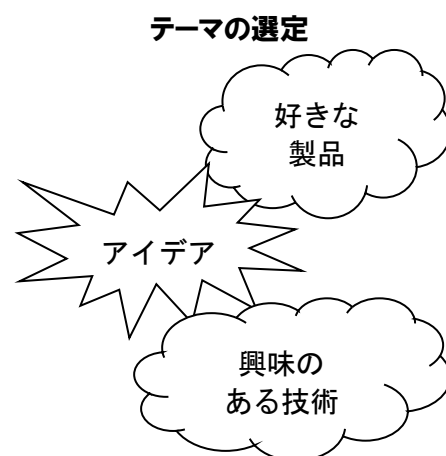 テーマの選定
好きな
製品
アイデア
興味の
ある技術